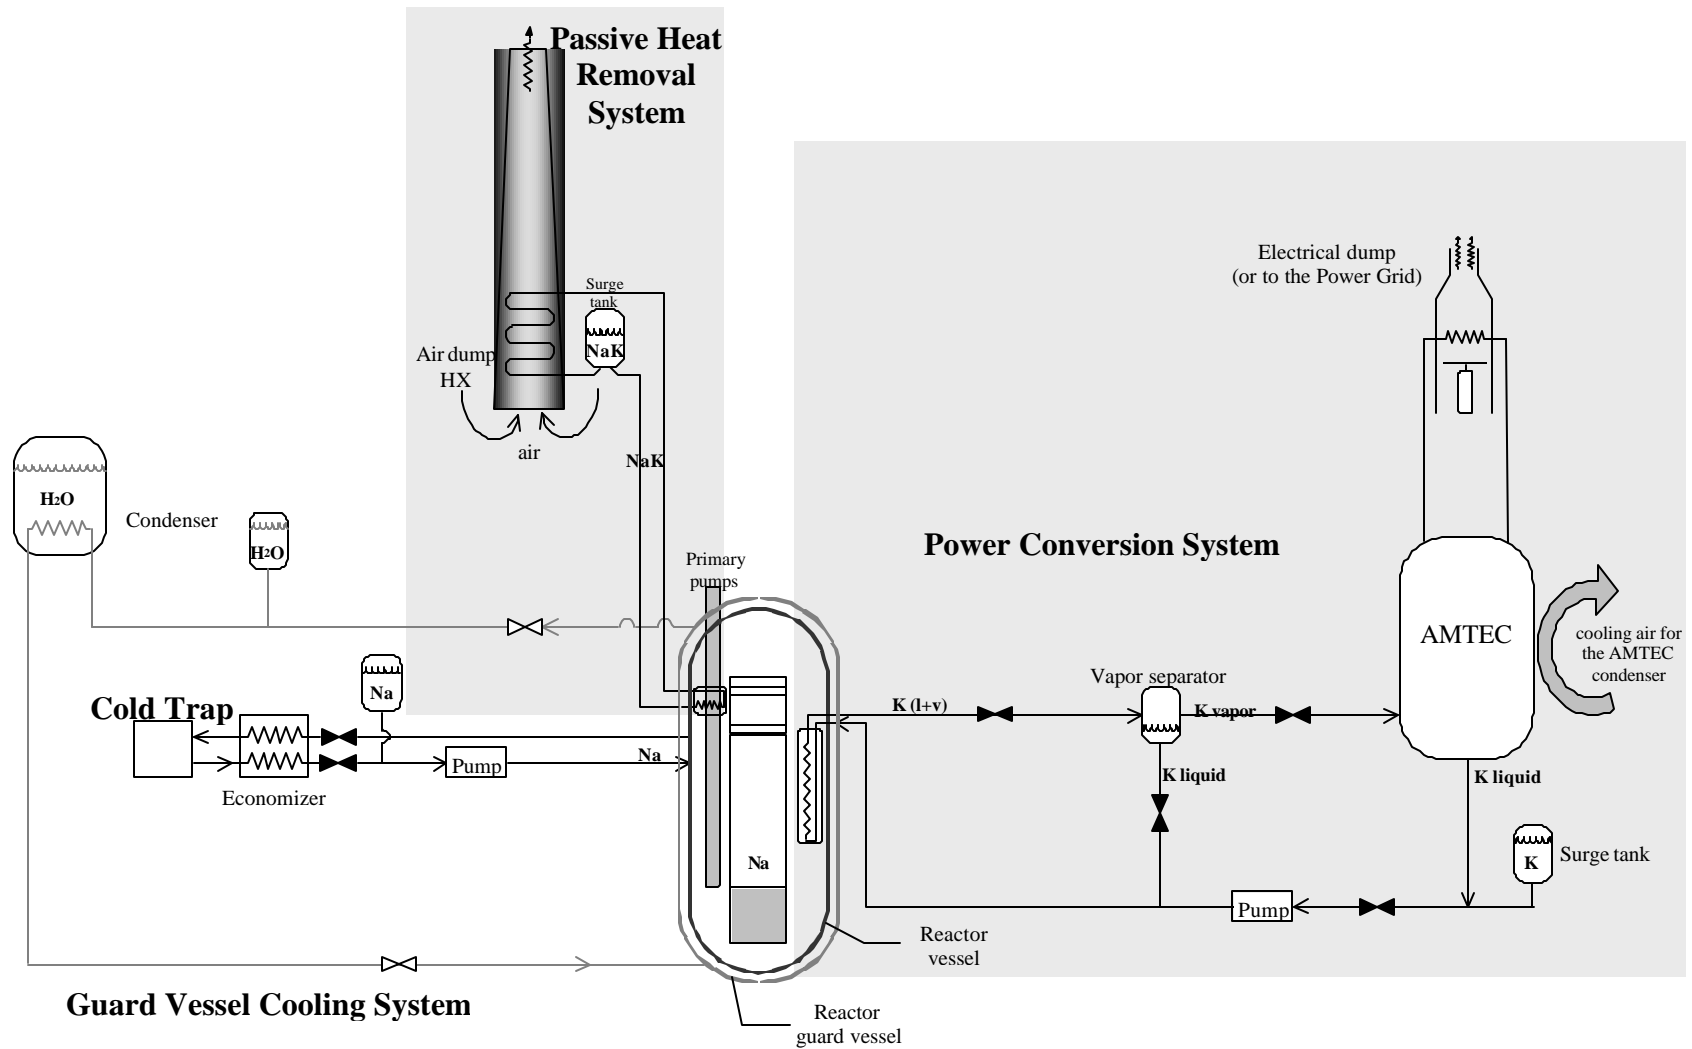 Passive Heat
Removal
System
Surge
tank
NaK
Air dump
HX
air
NaK
Electrical dump
(or to the Power Grid)
H2O
Condenser
H2O
Primary
pumps
Power Conversion System
AMTEC
cooling air for
the AMTEC
condenser
Vapor separator
K (l+v)
K vapor
K liquid
K liquid
Cold Trap
Na
Na
Pump
Economizer
Na
K
Surge tank
Pump
Reactor
vessel
Guard Vessel Cooling System
Reactor
guard vessel